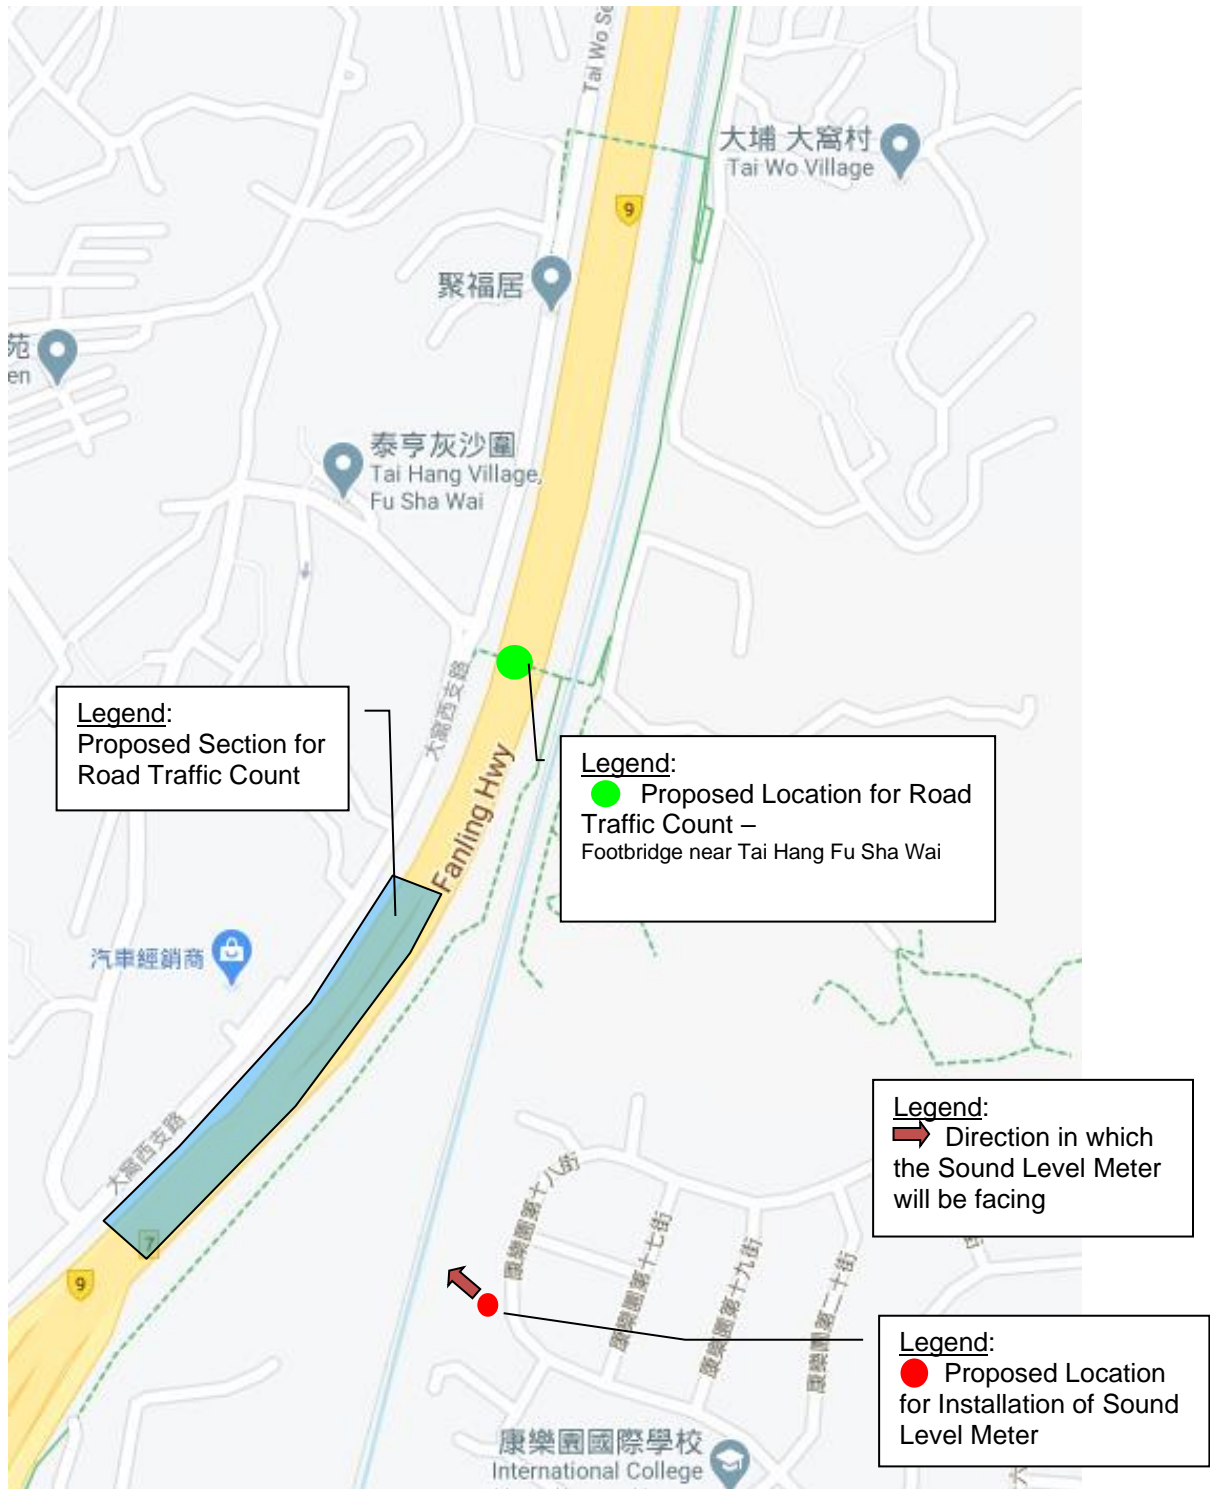 Tai Wo Se
大埔 大窩村
Tai Wo Village
9
聚福居
苑
en
泰亨灰沙圍
Tai Hang Village,
Fu Sha Wai
大窩西支路
Legend:
Proposed Section for
Road Traffic Count
Fanling Hwy
Legend:
Proposed Location for Road
Traffic Count –
Footbridge near Tai Hang Fu Sha Wai
汽車經銷商
大窩西支路
7
9
Legend:
Direction in which
the Sound Level Meter
will be facing
康樂園第十八街
康樂園第十七街
康樂園第十九街
康樂園第二十街
Legend:
Proposed Location
for Installation of Sound
Level Meter
康樂園國際學校
International College
六